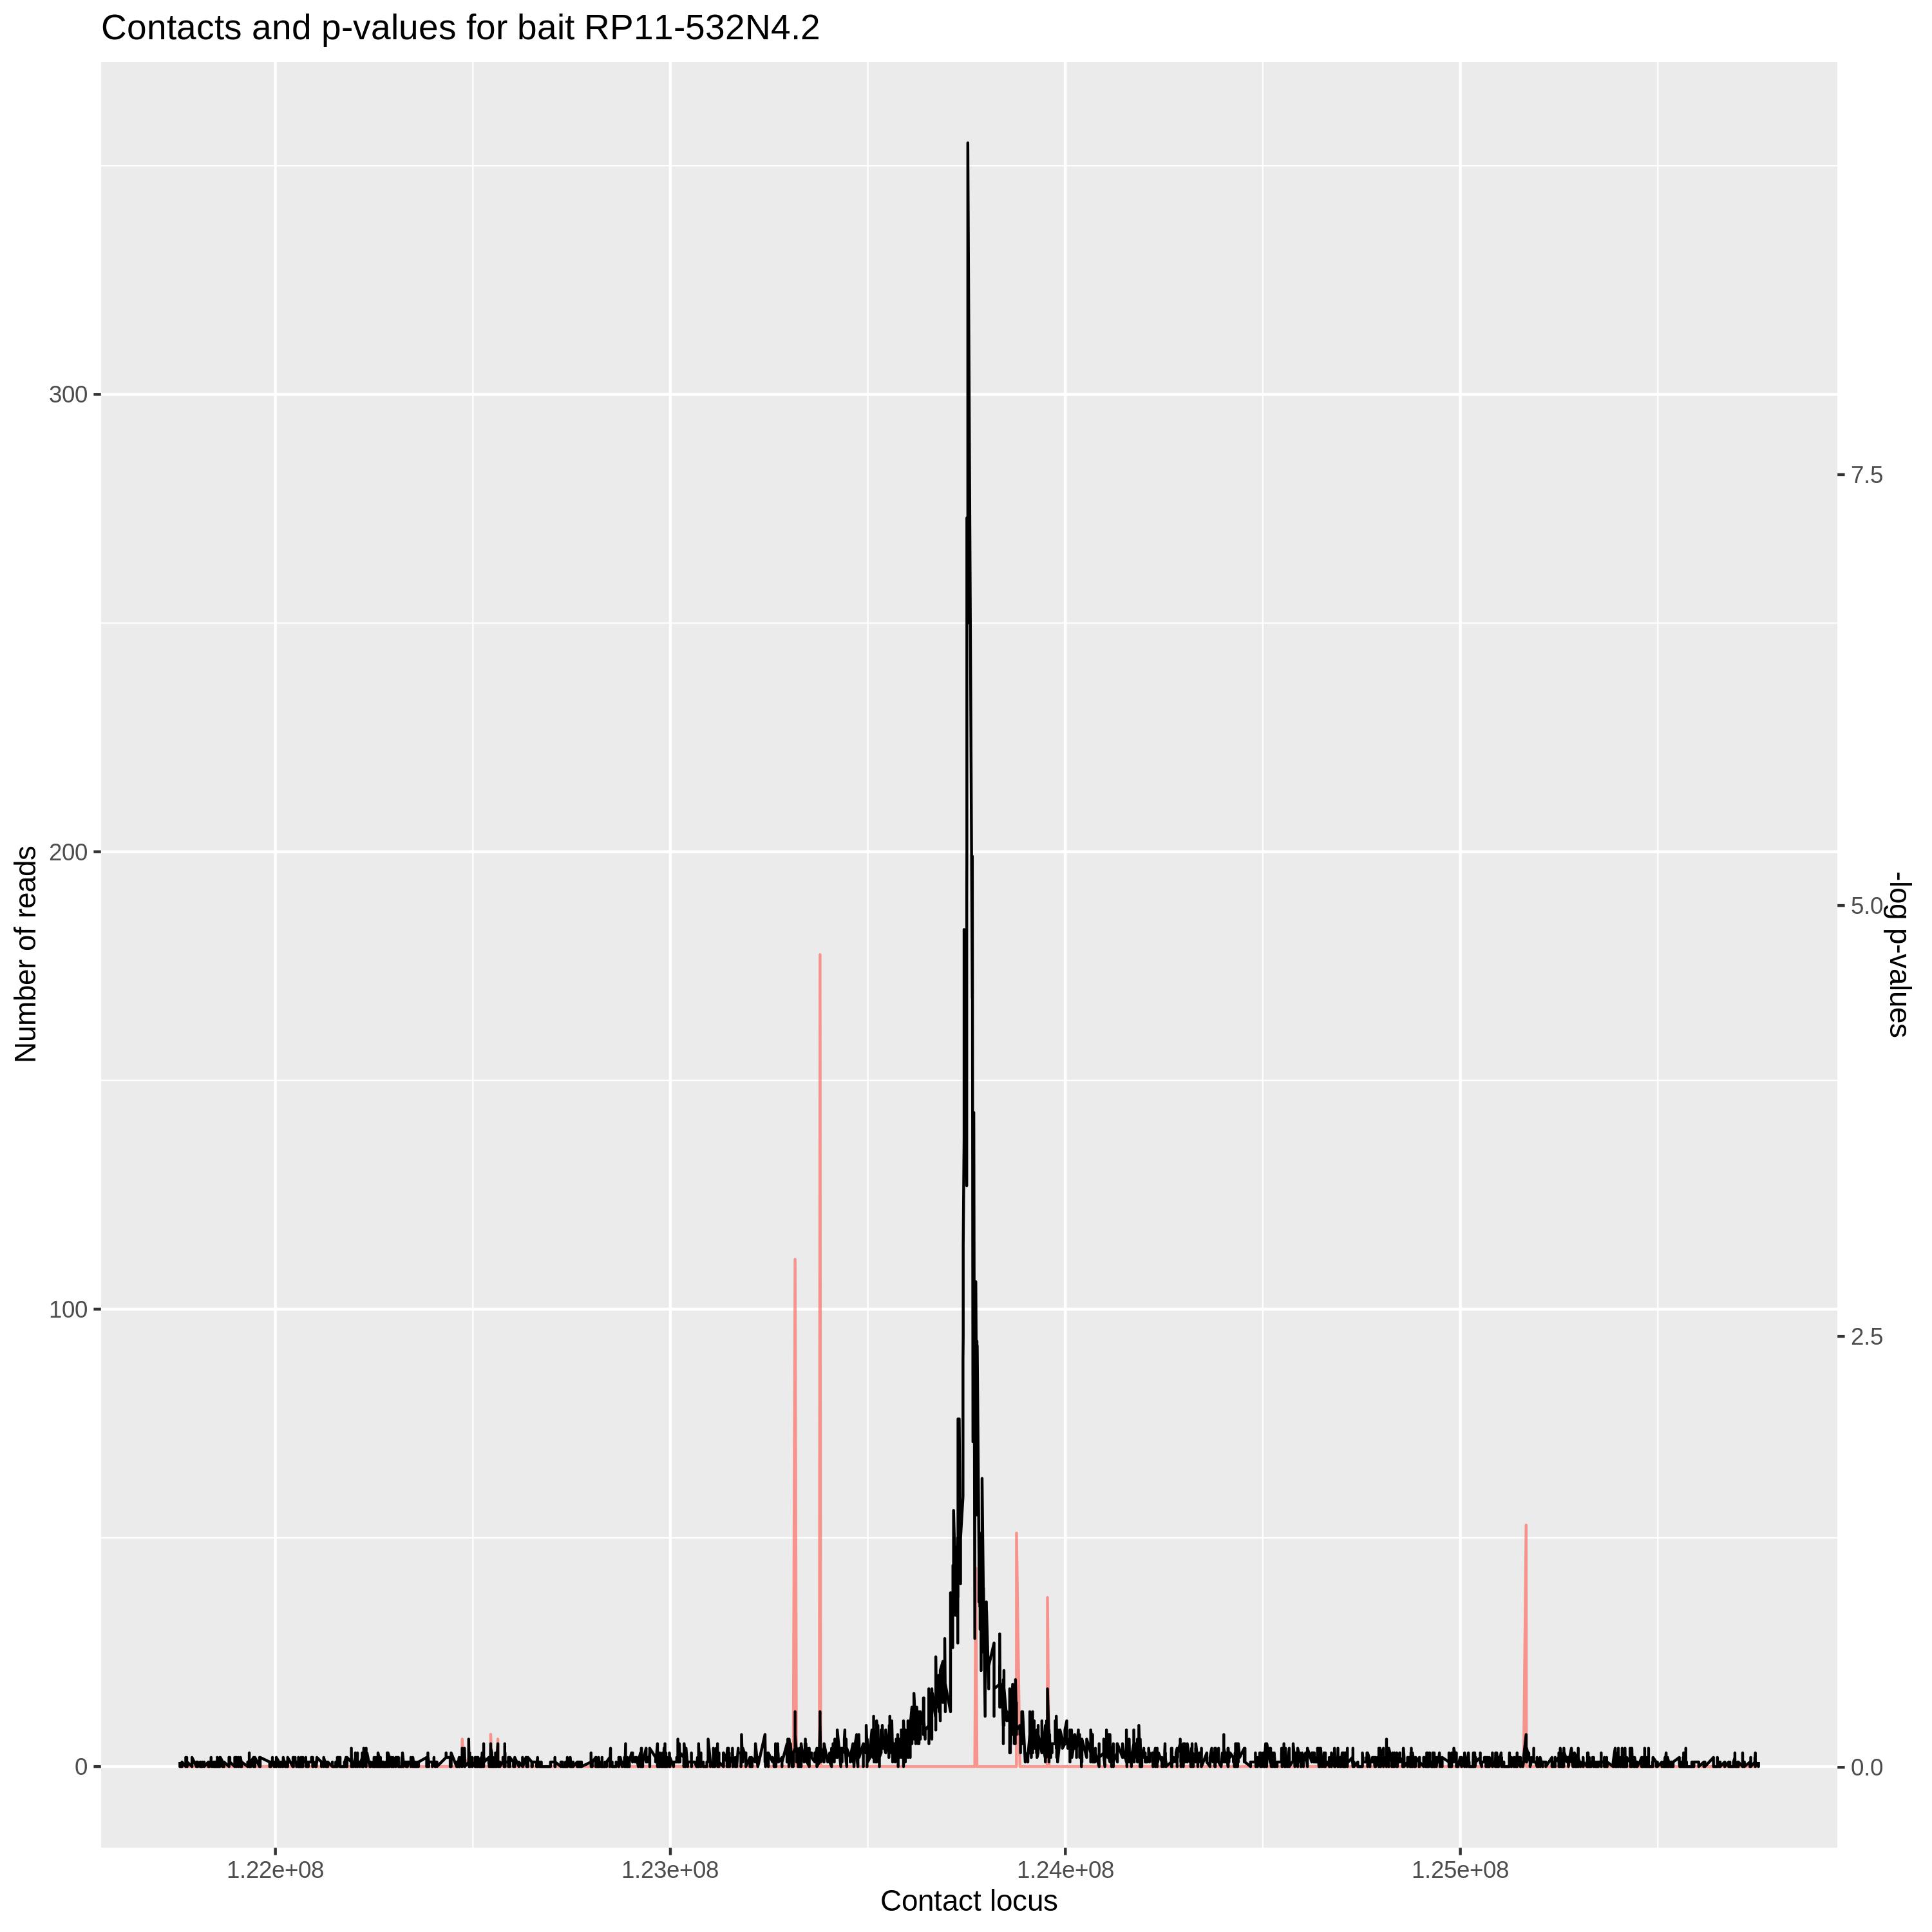 Contacts and p-values for bait RP11-532N4.2
Number of reads
300
200
100
0
7.5
5.0
2.5
0.0
-log p-values
1.22e+08
1.23e+08
1.24e+08
1.25e+08
Contact locus